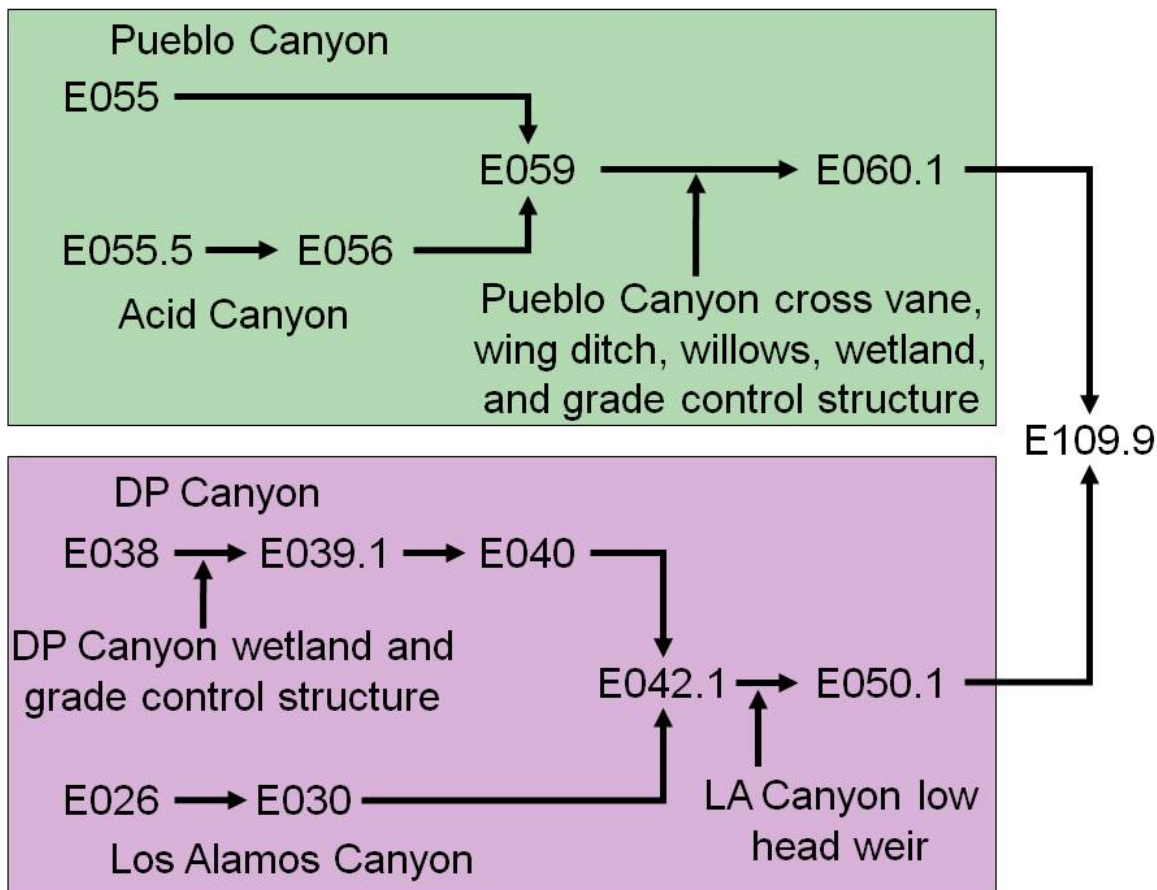 Pueblo Canyon
E055
E059
E060.1
E055.5
E056
Acid Canyon
Pueblo Canyon cross vane,
wing ditch, willows, wetland,
and grade control structure
E109.9
DP Canyon
E038
E039.1
E040
DP Canyon wetland and
grade control structure
E042.1
E050.1
E026
E030
Los Alamos Canyon
LA Canyon low
head weir